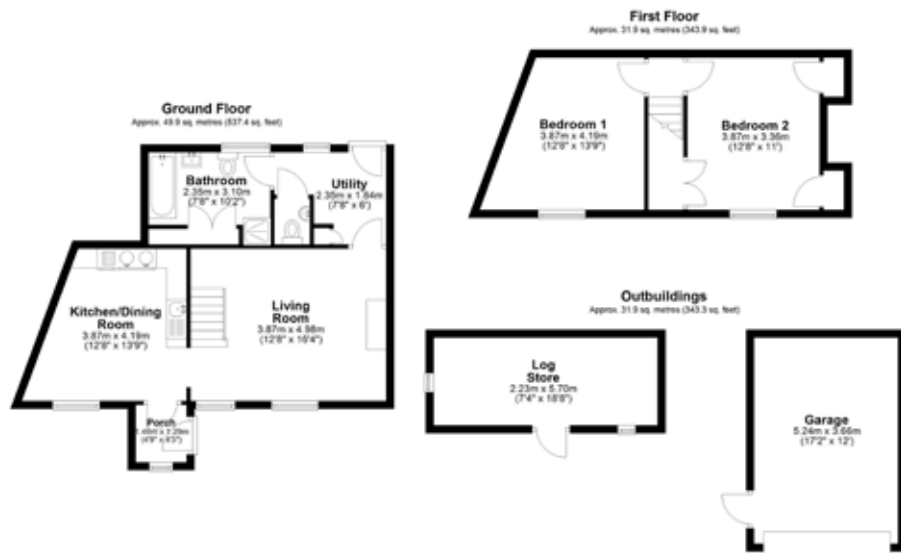 First Floor
Approx. 31.9 sq. metres (343.9 sq. feet)
Ground Floor
Approx. 49.9 sq. metres (537.4 sq. feet)
Bathroom
2.35m x 3.10m
(7'8" x 10'2")
Utility
2.35m x 1.84m
(7'8" x 6')
Bedroom 1
3.87m x 4.19m
(12'8" x 13'9")
Bedroom 2
3.87m x 3.36m
(12'8" x 11')
Kitchen/Dining
Room
3.87m x 4.19m
(12'8" x 13'9")
Living
Room
3.87m x 4.98m
(12'8" x 16'4")
Porch
(4'9" x 4'3")
Outbuildings
Approx. 31.9 sq. metres (343.3 sq. feet)
Log
Store
2.23m x 5.70m
(7'4" x 18'8")
Garage
5.24m x 3.66m
(17'2" x 12')